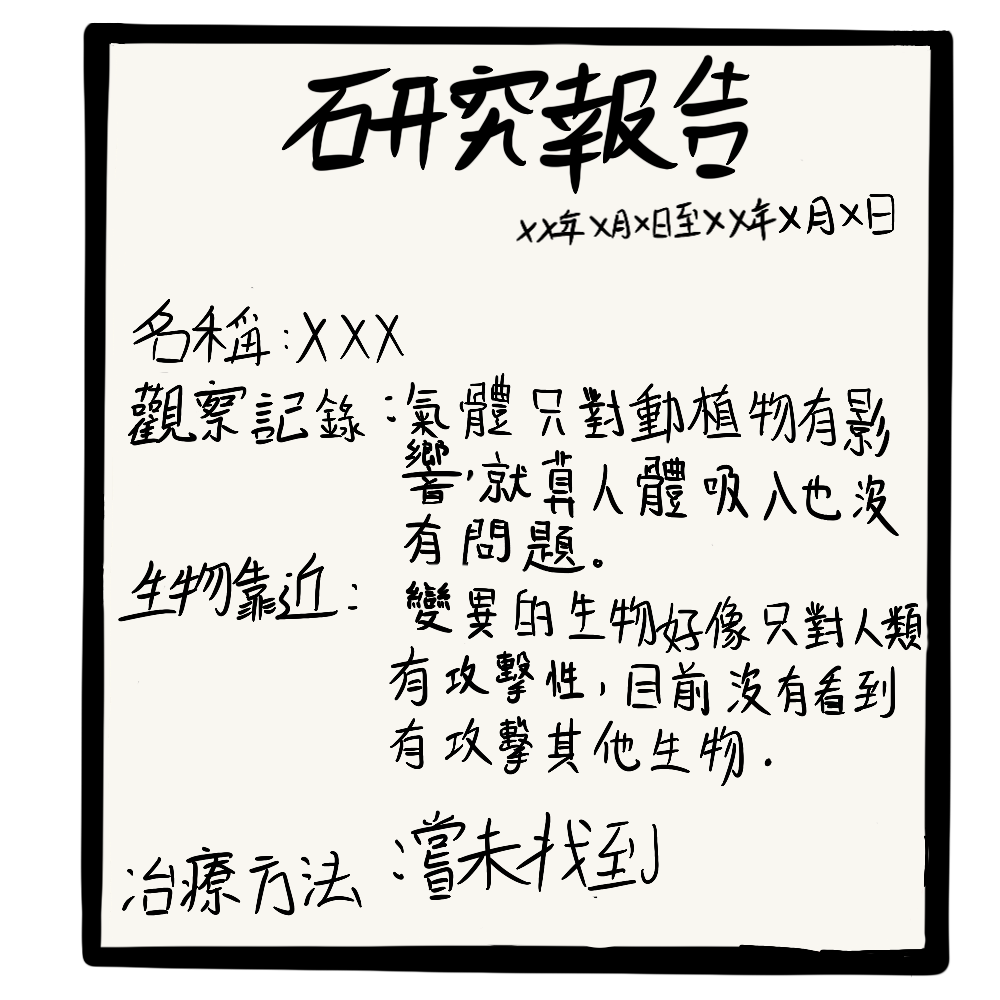 研究報告
XX年X月X日至XX年X月X日
名稱:XXX
觀察記錄:氣體只對動植物有影
響,就算人體吸入也沒
有問題。
生物靠近:變異的生物好像只對人類
有攻擊性,目前沒有看到
有攻擊其他生物.
治療方法:嘗未找到